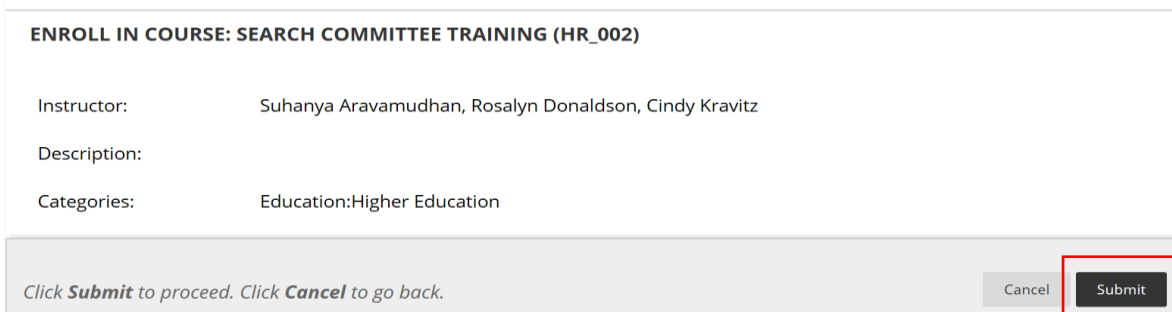 ENROLL IN COURSE: SEARCH COMMITTEE TRAINING (HR_002)
Instructor: Suhanya Aravamudhan, Rosalyn Donaldson, Cindy Kravitz
Description:
Categories: Education:Higher Education
Click Submit to proceed. Click Cancel to go back. Cancel Submit